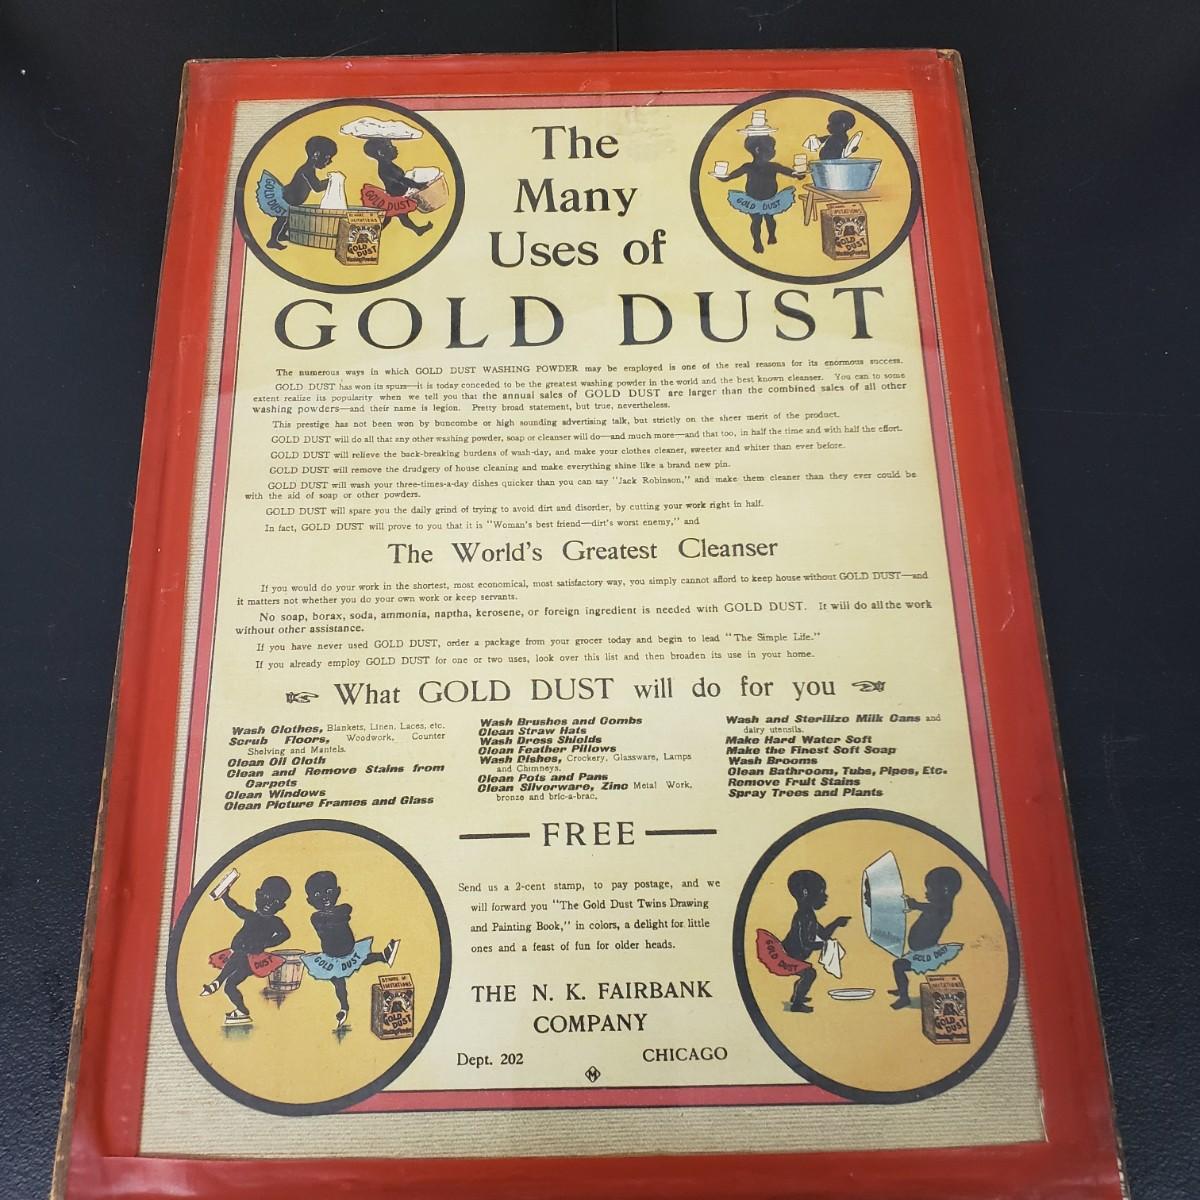 The
Many
Uses of
GOLD DUST
The numerous ways in which GOLD DUST WASHING POWDER may be employed is one of the real reasons for its enormous success.
GOLD DUST has won its spurs—it is today conceded to be the greatest washing powder in the world and the best known cleanser. You can to some
extent realize its popularity when we tell you that the annual sales of GOLD DUST are larger than the combined sales of all other
washing powders—and their name is legion. Pretty broad statement, but true, nevertheless.
This prestige has not been won by buncombe or high sounding advertising talk, but strictly on the sheer merit of the product.
GOLD DUST will do all that any other washing powder, soap or cleanser will do—and much more—and that too, in half the time and with half the effort.
GOLD DUST will relieve the back-breaking burdens of wash-day, and make your clothes cleaner, sweeter and whiter than ever before.
GOLD DUST will remove the drudgery of house cleaning and make everything shine like a brand new pin.
GOLD DUST will wash your three-times-a-day dishes quicker than you can say "Jack Robinson," and make them cleaner than they ever could be
with the aid of soap or other powders.
GOLD DUST will spare you the daily grind of trying to avoid dirt and disorder, by cutting your work right in half.
In fact, GOLD DUST will prove to you that it is "Woman's best friend—dirt's worst enemy," and
The World's Greatest Cleanser
If you would do your work in the shortest, most economical, most satisfactory way, you simply cannot afford to keep house without GOLD DUST—and
it matters not whether you do your own work or keep servants.
No soap, borax, soda, ammonia, naptha, kerosene, or foreign ingredient is needed with GOLD DUST. It will do all the work
without other assistance.
If you have never used GOLD DUST, order a package from your grocer today and begin to lead "The Simple Life."
If you already employ GOLD DUST for one or two uses, look over this list and then broaden its use in your home.
What GOLD DUST will do for you
Wash Clothes, Blankets, Linen, Laces, etc.
Scrub Floors, Woodwork, Counter
Shelving and Mantels.
Clean Oil Cloth
Clean and Remove Stains from
Carpets
Clean Windows
Clean Picture Frames and Glass
Wash Brushes and Combs
Clean Straw Hats
Wash Dress Shields
Clean Feather Pillows
Wash Dishes, Crockery, Glassware, Lamps
and Chimneys.
Clean Pots and Pans
Clean Silverware, Zinc Metal Work,
bronze and bric-a-brac.
Wash and Sterilize Milk Cans and
dairy utensils.
Make Hard Water Soft
Make the Finest Soft Soap
Wash Brooms
Clean Bathroom, Tubs, Pipes, Etc.
Remove Fruit Stains
Spray Trees and Plants
FREE
Send us a 2-cent stamp, to pay postage, and we
will forward you "The Gold Dust Twins Drawing
and Painting Book," in colors, a delight for little
ones and a feast of fun for older heads.
THE N. K. FAIRBANK
COMPANY
Dept. 202 CHICAGO
M
GOLD DUST
GOLD DUST
BEWARE OF
IMITATIONS
GOLD
DUST
Washing Powder
GOLD DUST
IMITATIONS
GOLD
DUST
DUST
GOLD DUST
BEWARE OF
IMITATIONS
GOLD
DUST
GOLD DUST
GOLD DUST
IMITATIONS
GOLD
DUST